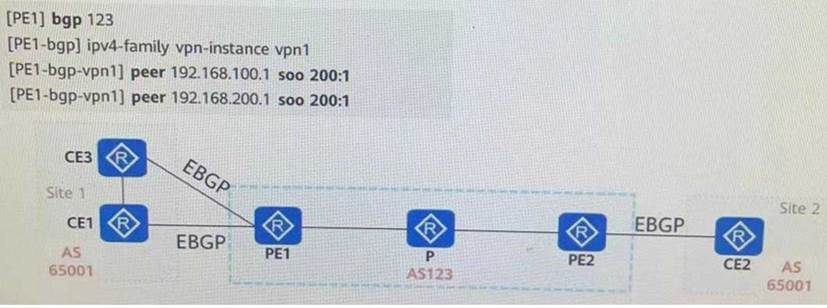 [PE1] bgp 123
[PE1-bgp] ipv4-family vpn-instance vpn1
[PE1-bgp-vpn1] peer 192.168.100.1 soo 200:1
[PE1-bgp-vpn1] peer 192.168.200.1 soo 200:1
CE3
R
EBGP
Site 1
CE1
R
EBGP
AS
65001
R
PE1
R
P
AS123
R
PE2
EBGP
Site 2
R
CE2
AS
65001